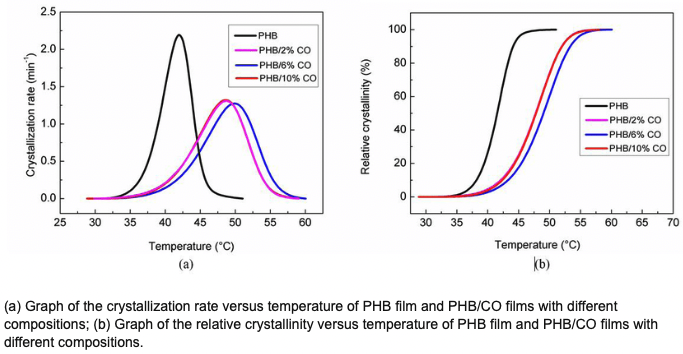 2.5
2.0
1.5
1.0
0.5
0.0
Crystallization rate (min⁻¹)
PHB
PHB/2% CO
PHB/6% CO
PHB/10% CO
25 30 35 40 45 50 55 60
Temperature (°C)
(a)
100
80
60
40
20
0
Relative crystallinity (%)
PHB
PHB/2% CO
PHB/6% CO
PHB/10% CO
30 35 40 45 50 55 60 65 70
Temperature (°C)
(b)
(a) Graph of the crystallization rate versus temperature of PHB film and PHB/CO films with different
compositions; (b) Graph of the relative crystallinity versus temperature of PHB film and PHB/CO films with
different compositions.